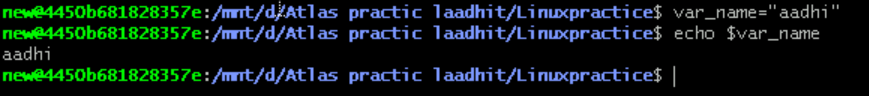 new@4450b681828357e:/mnt/d/Atlas practic laadhit/Linuxpractice$ var_name="aadhi"
new@4450b681828357e:/mnt/d/Atlas practic laadhit/Linuxpractice$ echo $var_name
aadhi
new@4450b681828357e:/mnt/d/Atlas practic laadhit/Linuxpractice$